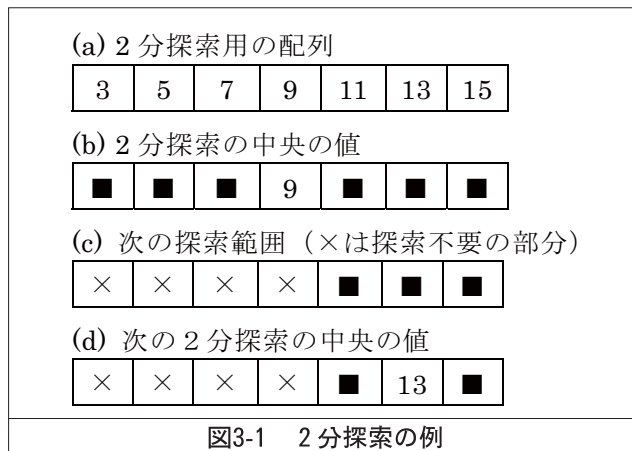 (a) 2分探索用の配列
3 5 7 9 11 13 15
(b) 2分探索の中央の値
■ ■ ■ 9 ■ ■ ■
(c) 次の探索範囲（×は探索不要の部分）
× × × × ■ ■ ■
(d) 次の2分探索の中央の値
× × × × ■ 13 ■
図3-1 2分探索の例